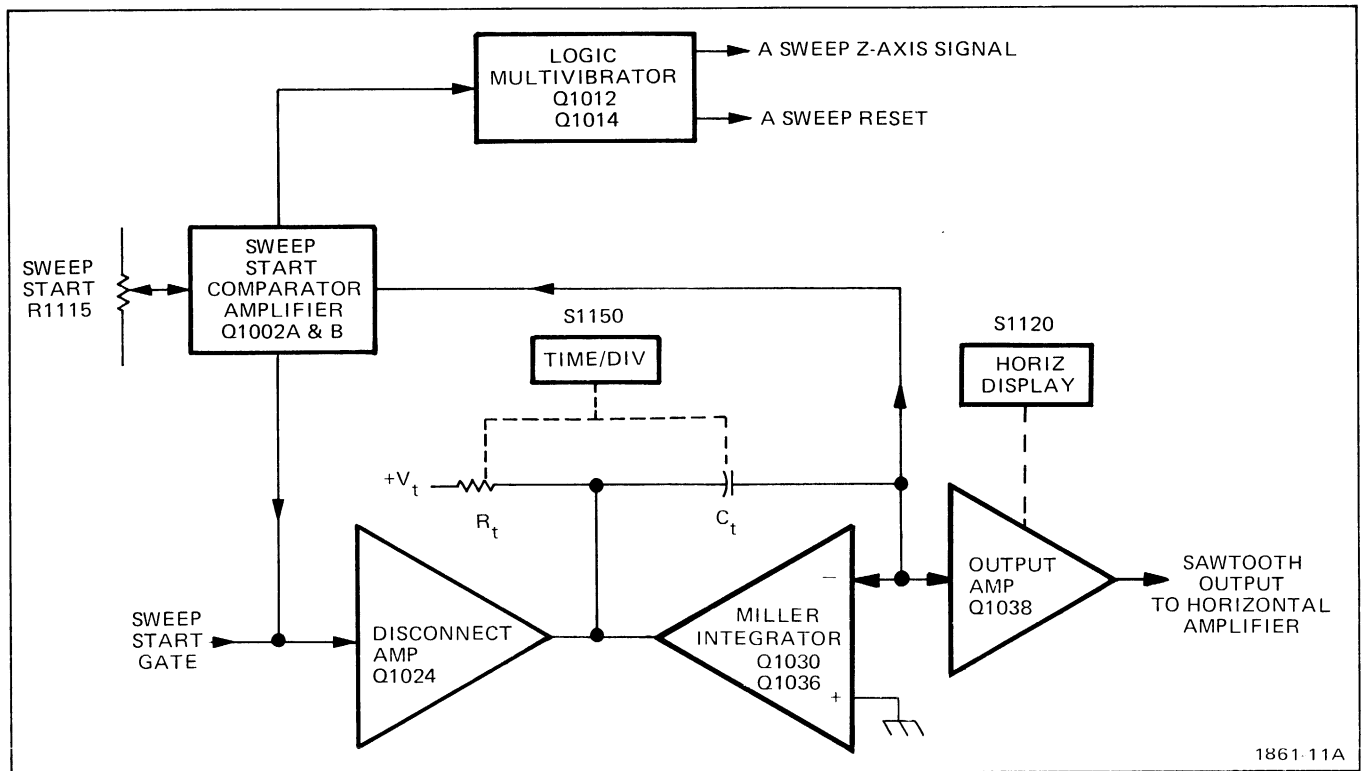 LOGIC
MULTIVIBRATOR
Q1012
Q1014
A SWEEP Z-AXIS SIGNAL
A SWEEP RESET
SWEEP
START
R1115
SWEEP
START
COMPARATOR
AMPLIFIER
Q1002A & B
S1150
TIME/DIV
S1120
HORIZ
DISPLAY
+Vt
Rt
Ct
SWEEP
START
GATE
DISCONNECT
AMP
Q1024
−
MILLER
INTEGRATOR
Q1030
Q1036
+
OUTPUT
AMP
Q1038
SAWTOOTH
OUTPUT
TO HORIZONTAL
AMPLIFIER
1861-11A